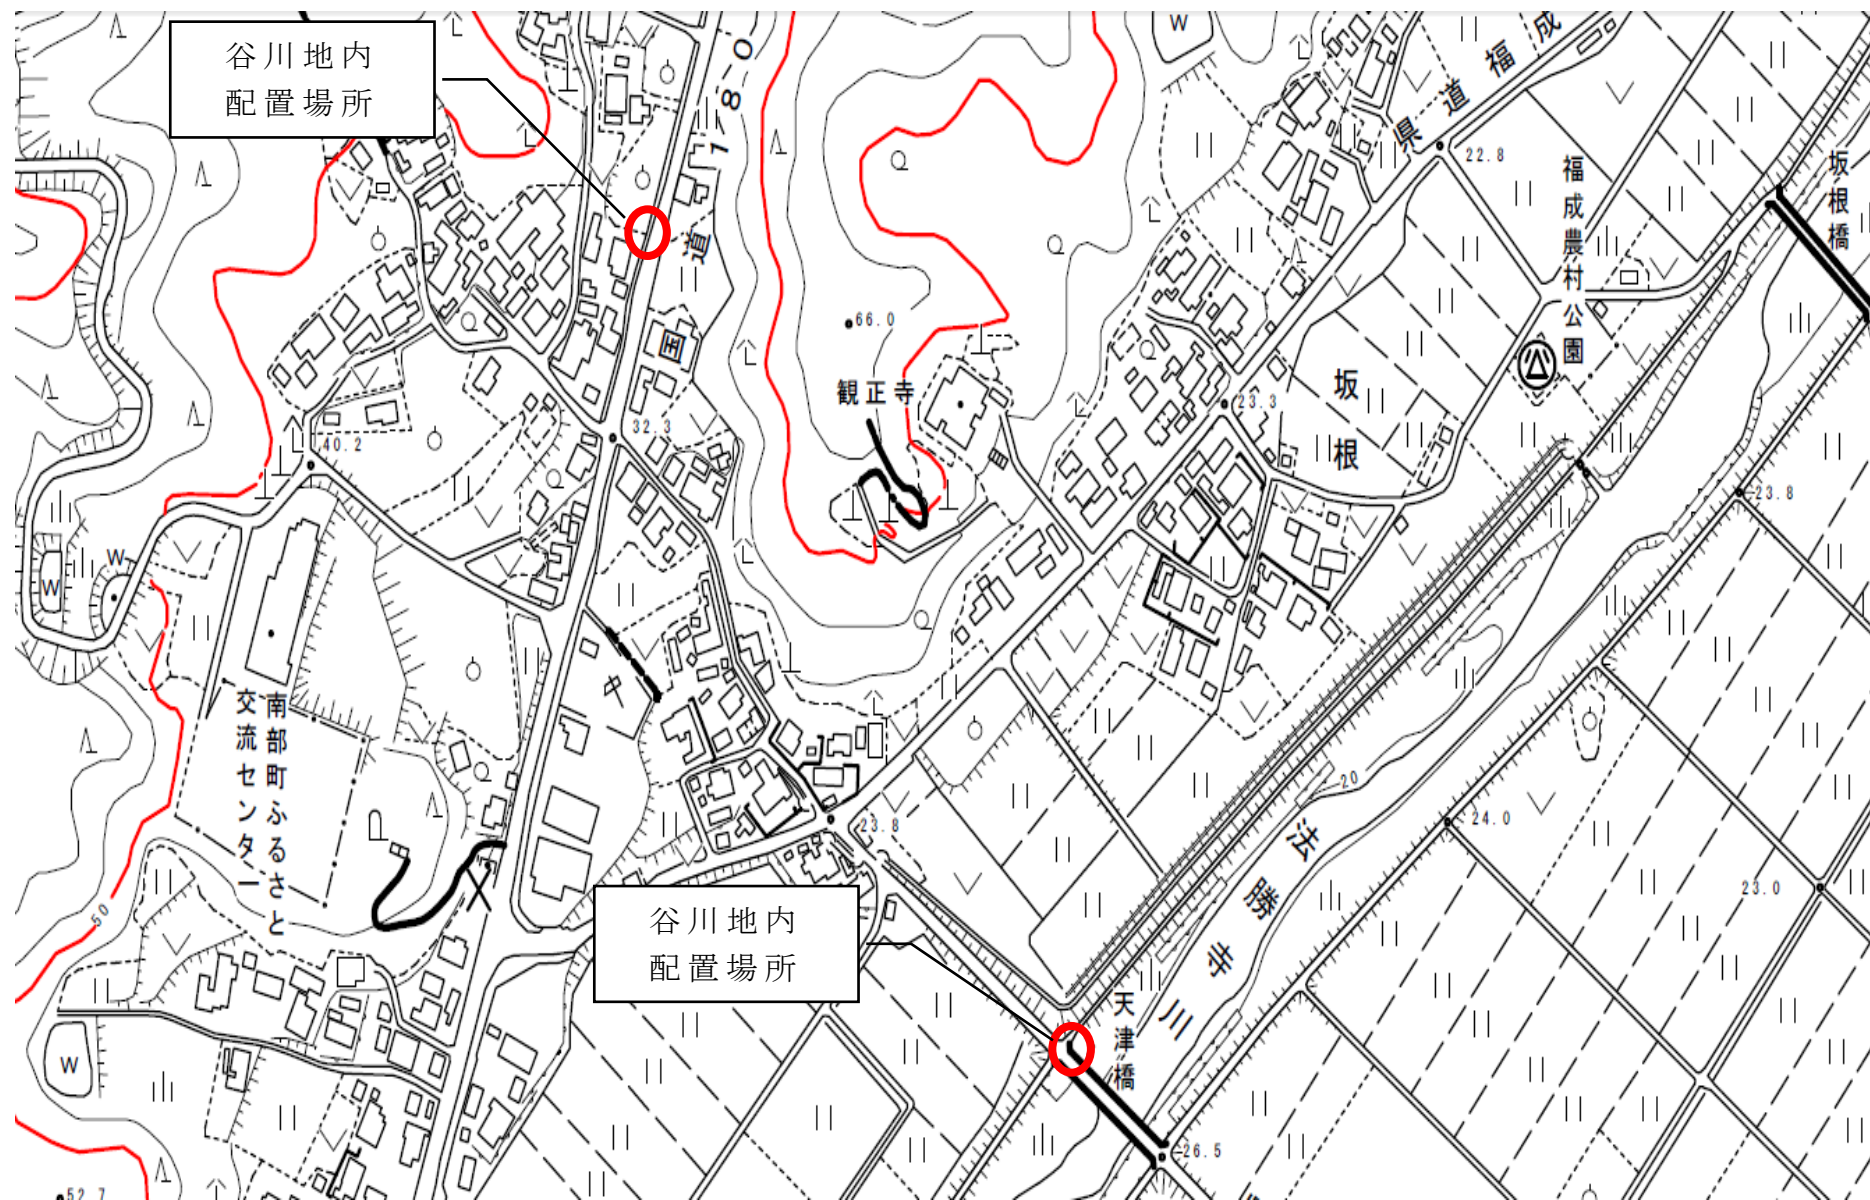 谷川地内
配置場所
国道180
県道福成
W
22.8
坂根橋
福成農村公園
66.0
観正寺
坂根
23.3
32.3
40.2
23.8
W
W
南部町ふるさと
交流センター
23.8
20
24.0
法勝寺川
23.0
50
谷川地内
配置場所
天津橋
W
26.5
52.7